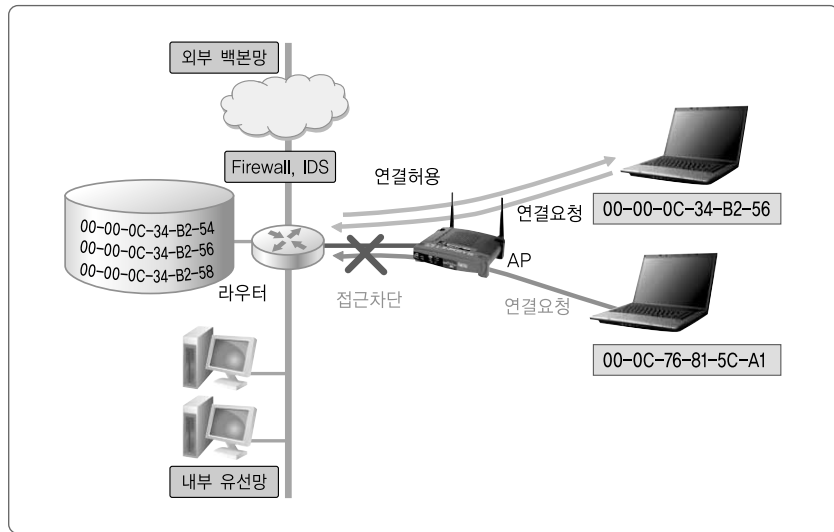 외부 백본망
Firewall, IDS
연결허용
연결요청
00-00-0C-34-B2-56
00-00-0C-34-B2-54
00-00-0C-34-B2-56
00-00-0C-34-B2-58
라우터
접근차단
AP
연결요청
00-0C-76-81-5C-A1
내부 유선망